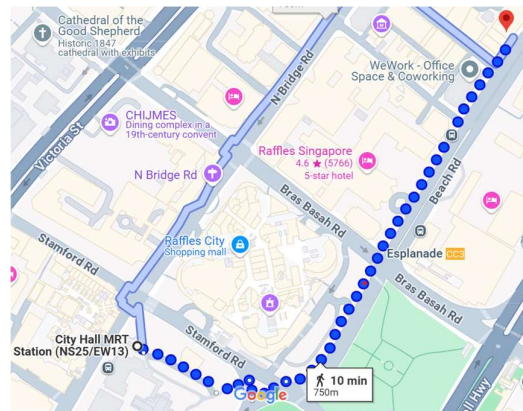 Cathedral of the
Good Shepherd
Historic 1847
cathedral with exhibits
N Bridge Rd
WeWork - Office
Space & Coworking
CHIJMES
Dining complex in a
19th-century convent
Victoria St
Raffles Singapore
4.6 ★ (5766)
5-star hotel
N Bridge Rd
Beach Rd
Bras Basah Rd
Raffles City
Shopping mall
Stamford Rd
Esplanade CC3
Bras Basah Rd
City Hall MRT
Station (NS25/EW13)
Stamford Rd
10 min
750m
Google